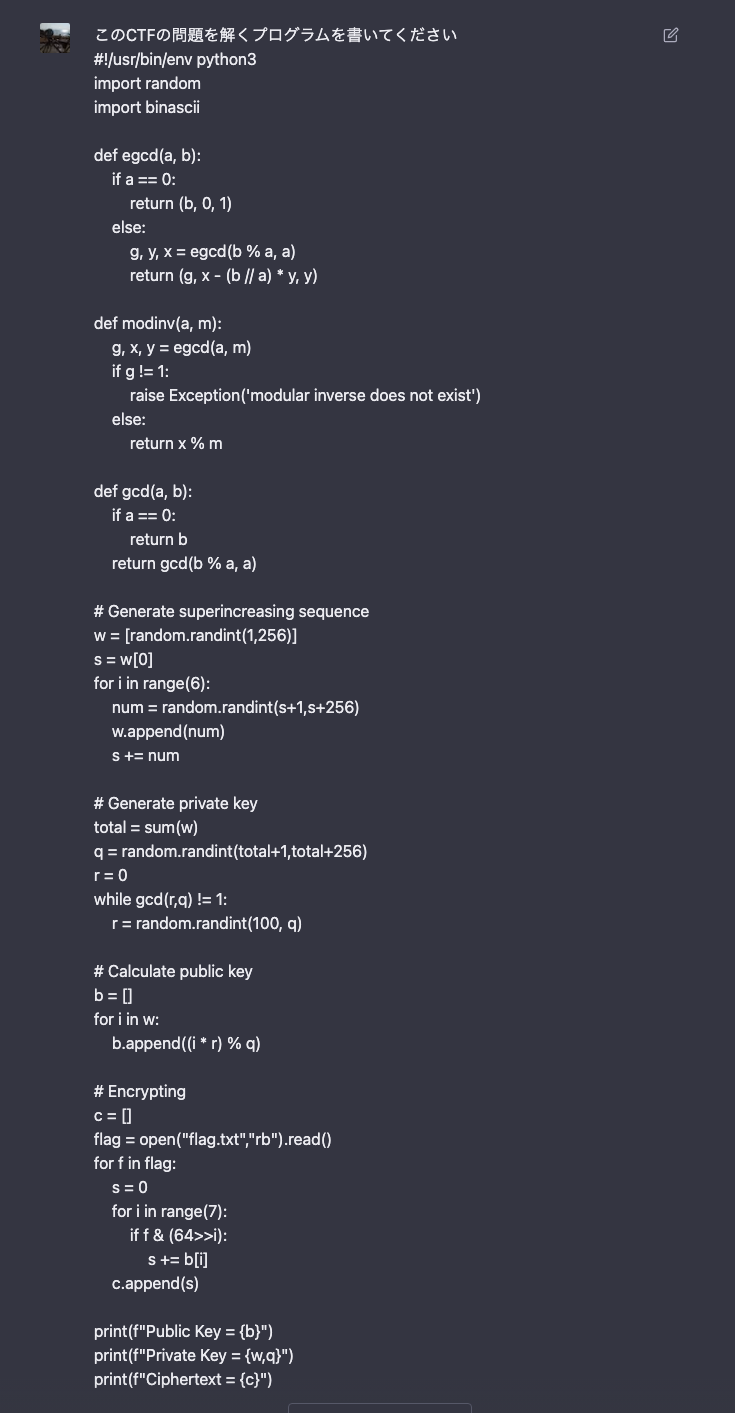 このCTFの問題を解くプログラムを書いてください
#!/usr/bin/env python3
import random
import binascii

def egcd(a, b):
    if a == 0:
        return (b, 0, 1)
    else:
        g, y, x = egcd(b % a, a)
        return (g, x - (b // a) * y, y)

def modinv(a, m):
    g, x, y = egcd(a, m)
    if g != 1:
        raise Exception('modular inverse does not exist')
    else:
        return x % m

def gcd(a, b):
    if a == 0:
        return b
    return gcd(b % a, a)

# Generate superincreasing sequence
w = [random.randint(1,256)]
s = w[0]
for i in range(6):
    num = random.randint(s+1,s+256)
    w.append(num)
    s += num

# Generate private key
total = sum(w)
q = random.randint(total+1,total+256)
r = 0
while gcd(r,q) != 1:
    r = random.randint(100, q)

# Calculate public key
b = []
for i in w:
    b.append((i * r) % q)

# Encrypting
c = []
flag = open("flag.txt","rb").read()
for f in flag:
    s = 0
    for i in range(7):
        if f & (64>>i):
            s += b[i]
    c.append(s)

print(f"Public Key = {b}")
print(f"Private Key = {w,q}")
print(f"Ciphertext = {c}")